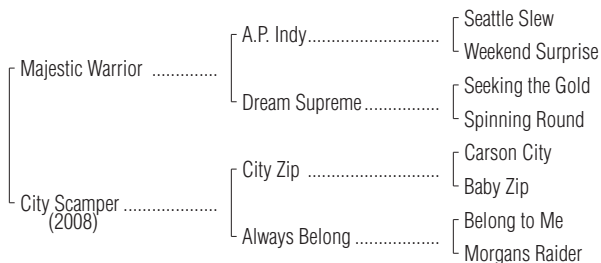 Seattle Slew
A.P. Indy..............................
Weekend Surprise
Majestic Warrior ...............
Seeking the Gold
Dream Supreme.................
Spinning Round
Carson City
City Zip ..............................
Baby Zip
City Scamper .....................
(2008)
Belong to Me
Always Belong ...................
Morgans Raider